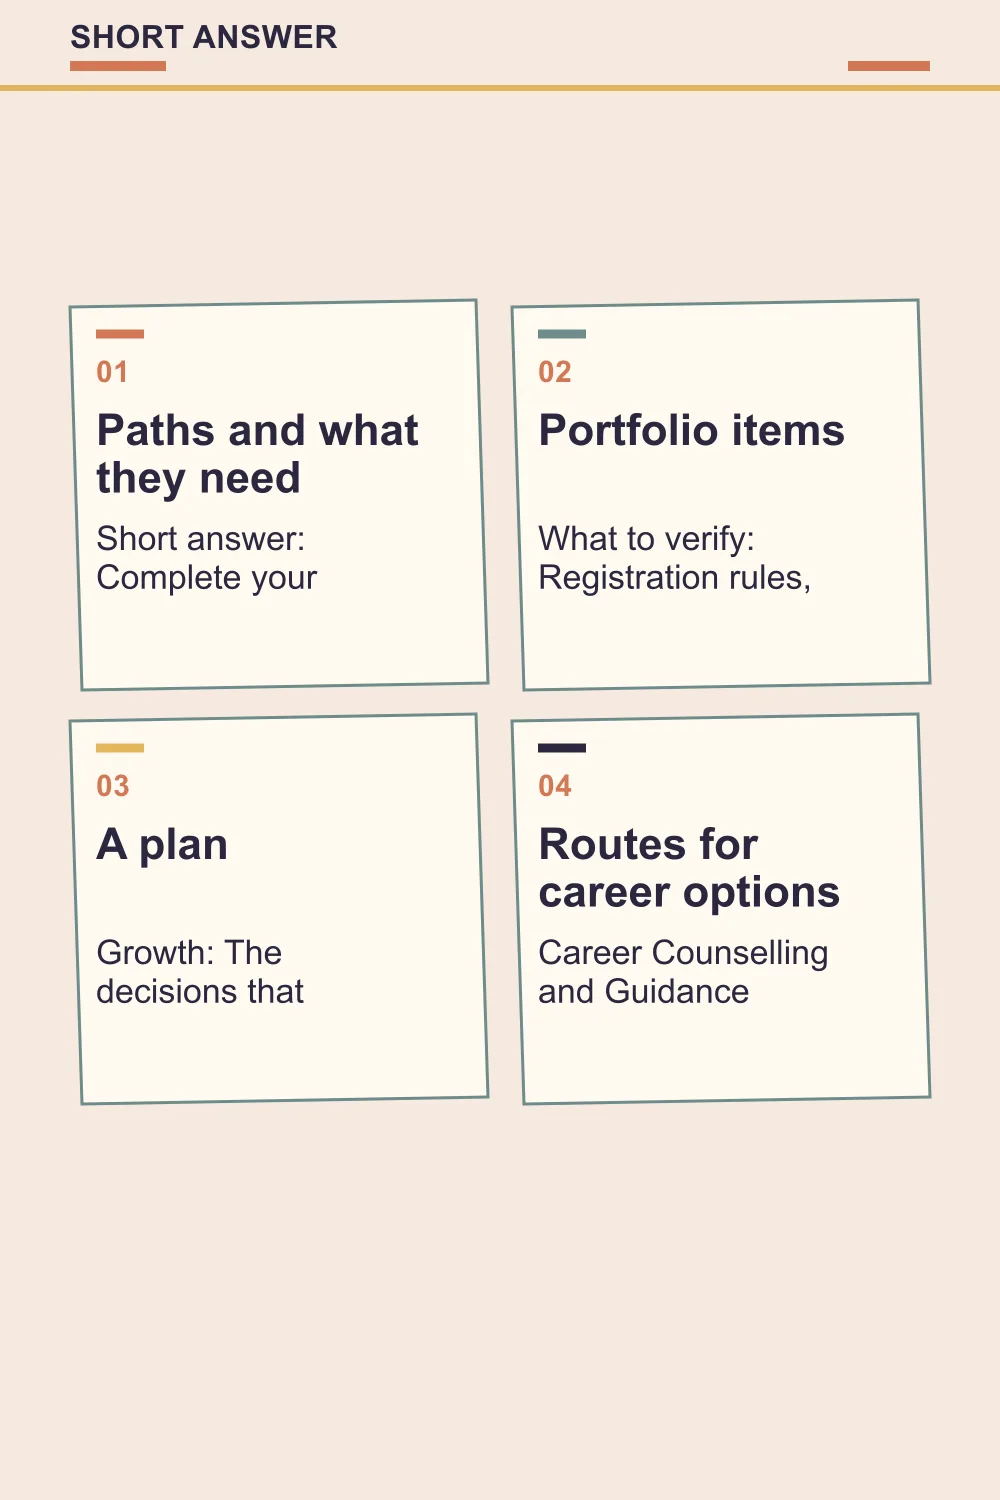 SHORT ANSWER
01
Paths and what
they need
Short answer:
Complete your
02
Portfolio items
What to verify:
Registration rules,
03
A plan
Growth: The
decisions that
04
Routes for
career options
Career Counselling
and Guidance